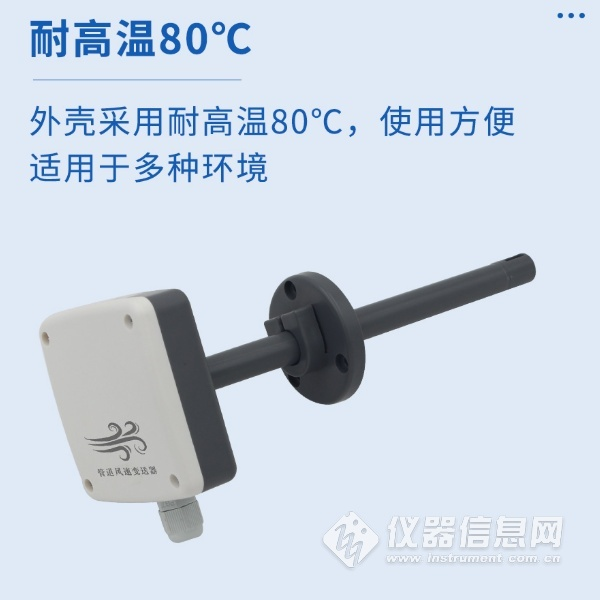 耐高温80℃
外壳采用耐高温80℃，使用方便
适用于多种环境
管道风速变送器
仪器信息网
www.instrument.com.cn